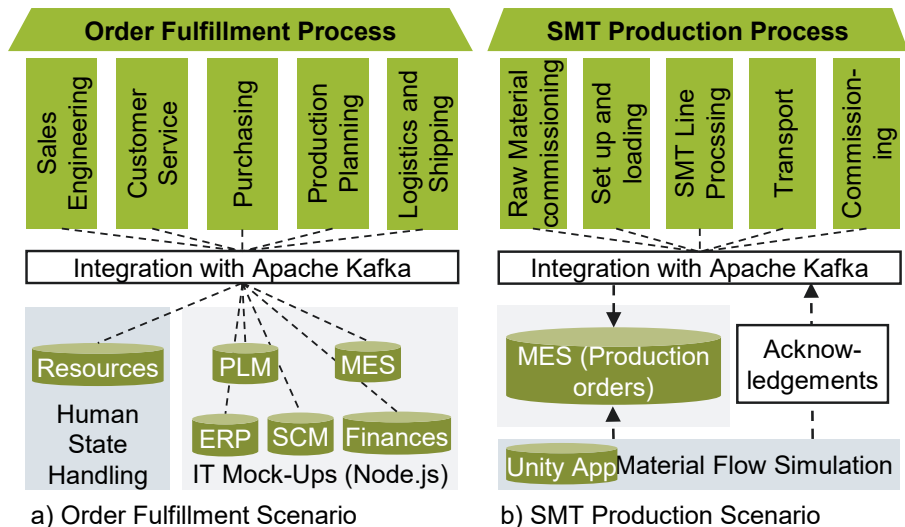 Order Fulfillment Process
Sales
Engineering
Customer
Service
Purchasing
Production
Planning
Logistics and
Shipping
Integration with Apache Kafka
Resources
Human
State
Handling
PLM
MES
ERP
SCM
Finances
IT Mock-Ups (Node.js)
a) Order Fulfillment Scenario
SMT Production Process
Raw Material
commissioning
Set up and
loading
SMT Line
Procssing
Transport
Commission-
ing
Integration with Apache Kafka
MES (Production
orders)
Acknow-
ledgements
Unity App
Material Flow Simulation
b) SMT Production Scenario